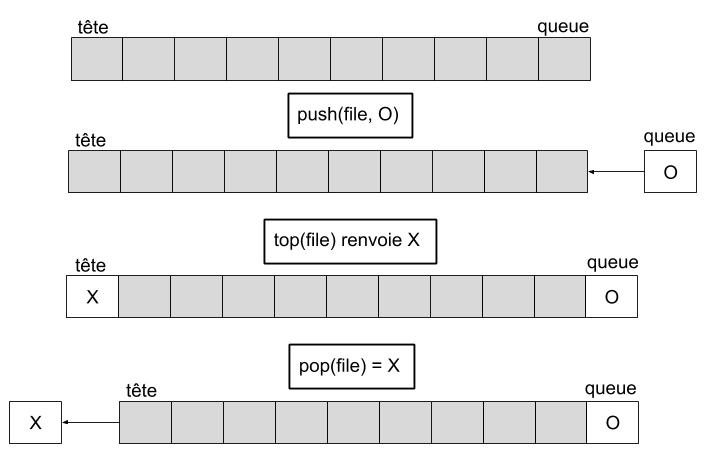 tête queue
push(file, O)
tête queue
O
top(file) renvoie X
tête queue
X O
pop(file) = X
tête queue
X O